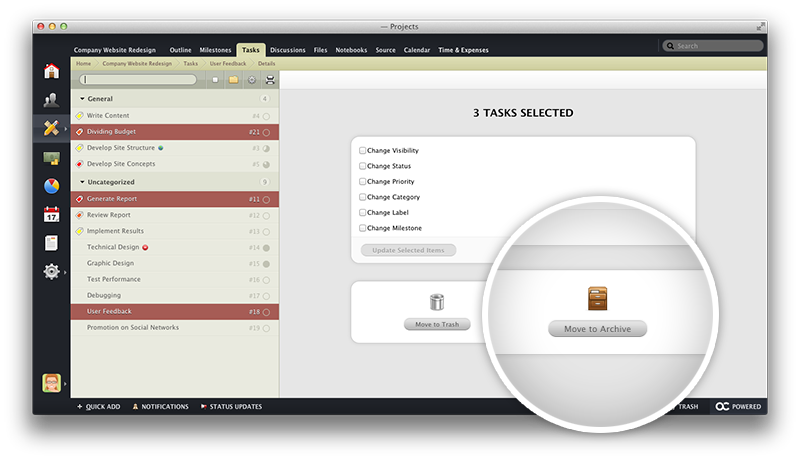 — Projects
Company Website Redesign Outline Milestones Tasks Discussions Files Notebooks Source Calendar Time & Expenses Search
Home Company Website Redesign Tasks User Feedback Details
General 4
Write Content #4
Dividing Budget #21
Develop Site Structure #3
Develop Site Concepts #5
Uncategorized 9
Generate Report #11
Review Report #12
Implement Results #13
Technical Design #14
Graphic Design #15
Test Performance #16
Debugging #17
User Feedback #18
Promotion on Social Networks #19
3 TASKS SELECTED
Change Visibility
Change Status
Change Priority
Change Category
Change Label
Change Milestone
Update Selected Items
Move to Trash
Move to Archive
17
+ QUICK ADD NOTIFICATIONS STATUS UPDATES TRASH POWERED